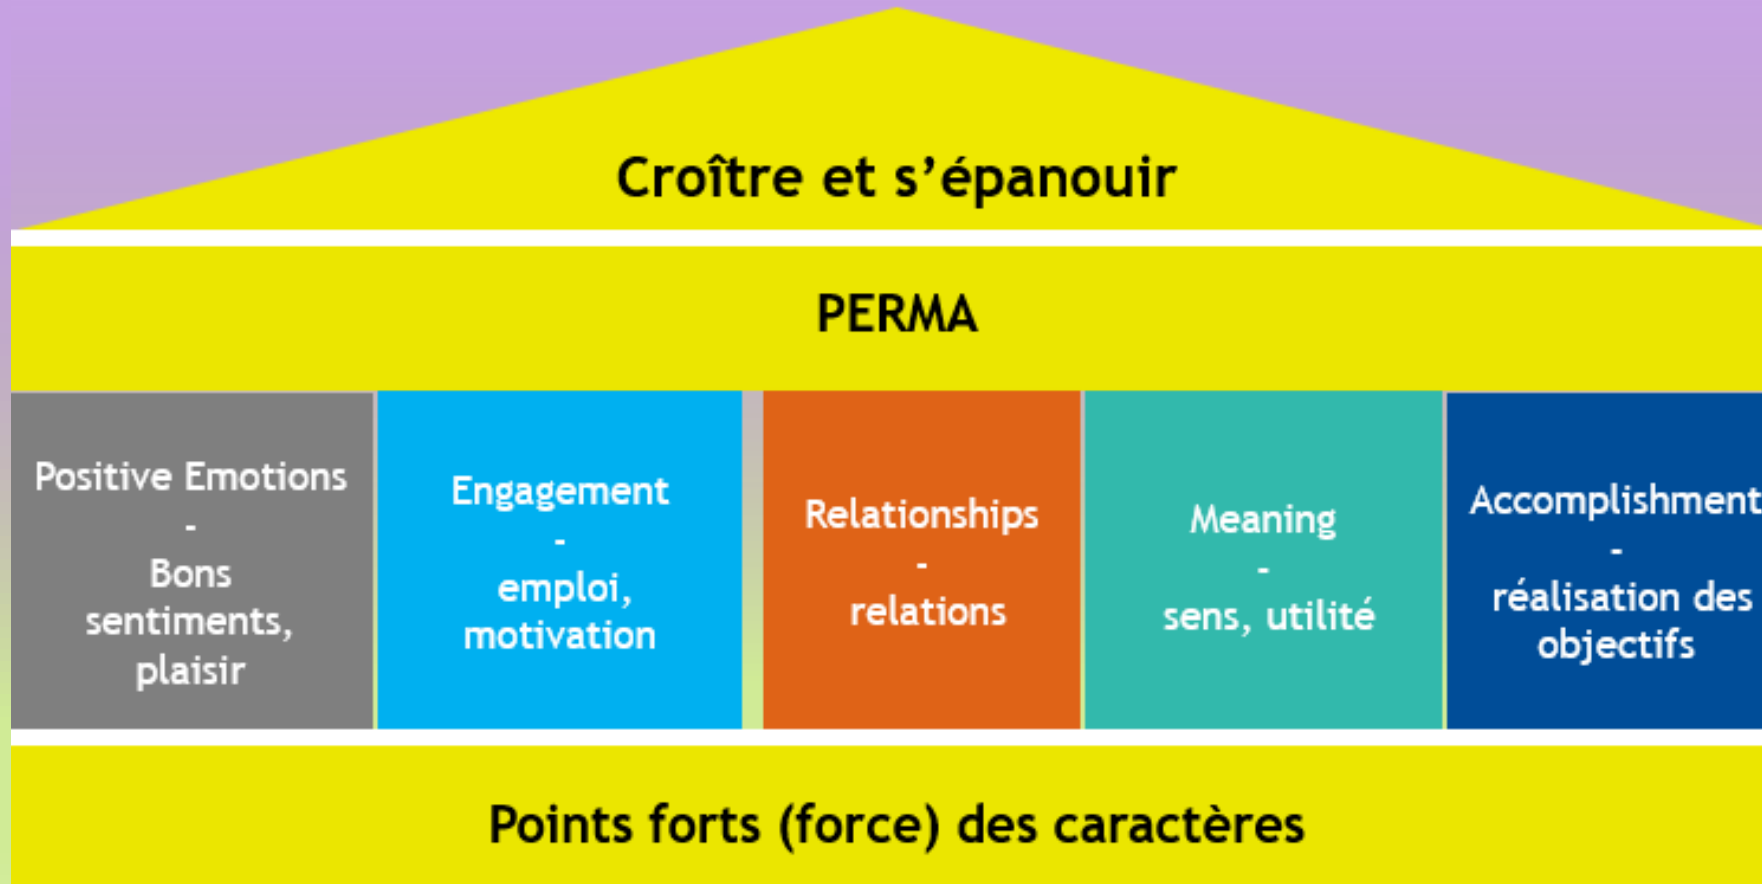 Croître et s’épanouir
PERMA
Positive Emotions
-
Bons
sentiments,
plaisir
Engagement
-
emploi,
motivation
Relationships
-
relations
Meaning
-
sens, utilité
Accomplishment
-
réalisation des
objectifs
Points forts (force) des caractères